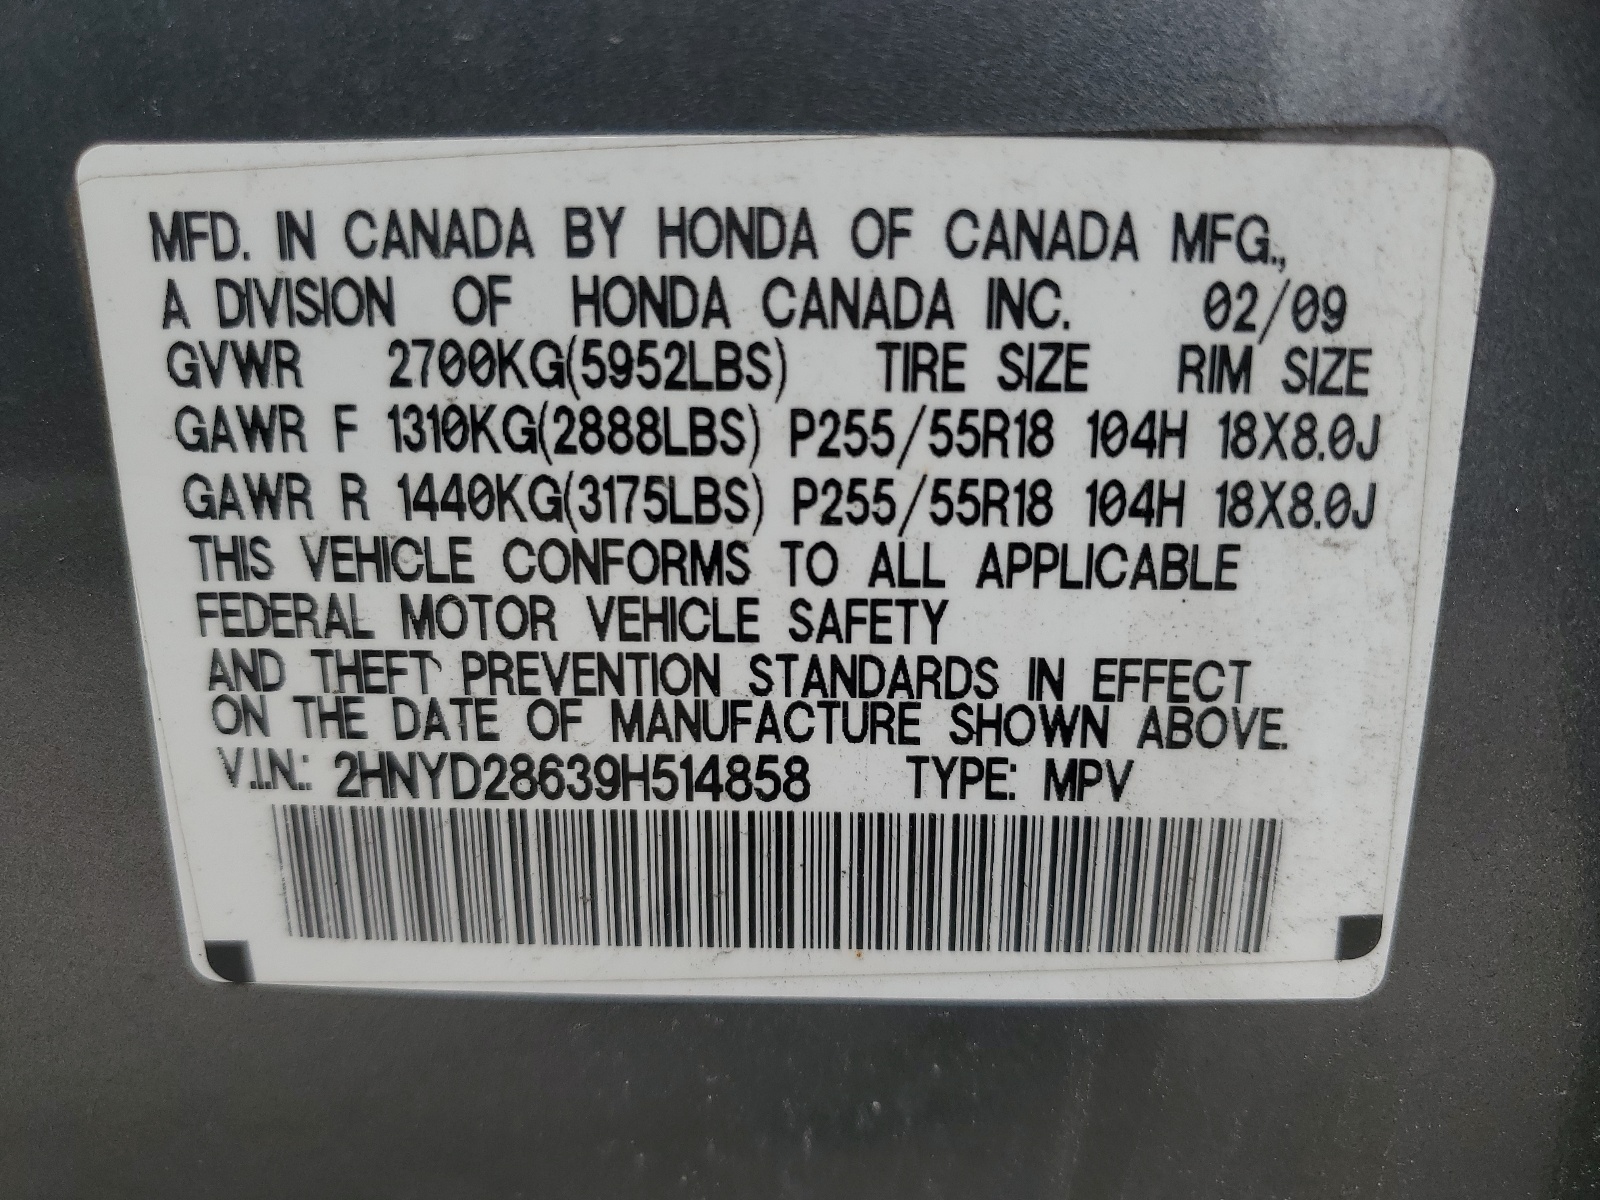 MFD. IN CANADA BY HONDA OF CANADA MFG.,
A DIVISION OF HONDA CANADA INC. 02/09
GVWR 2700KG(5952LBS) TIRE SIZE RIM SIZE
GAWR F 1310KG(2888LBS) P255/55R18 104H 18X8.0J
GAWR R 1440KG(3175LBS) P255/55R18 104H 18X8.0J
THIS VEHICLE CONFORMS TO ALL APPLICABLE
FEDERAL MOTOR VEHICLE SAFETY
AND THEFT PREVENTION STANDARDS IN EFFECT
ON THE DATE OF MANUFACTURE SHOWN ABOVE.
V.I.N.: 2HNYD28639H514858 TYPE: MPV